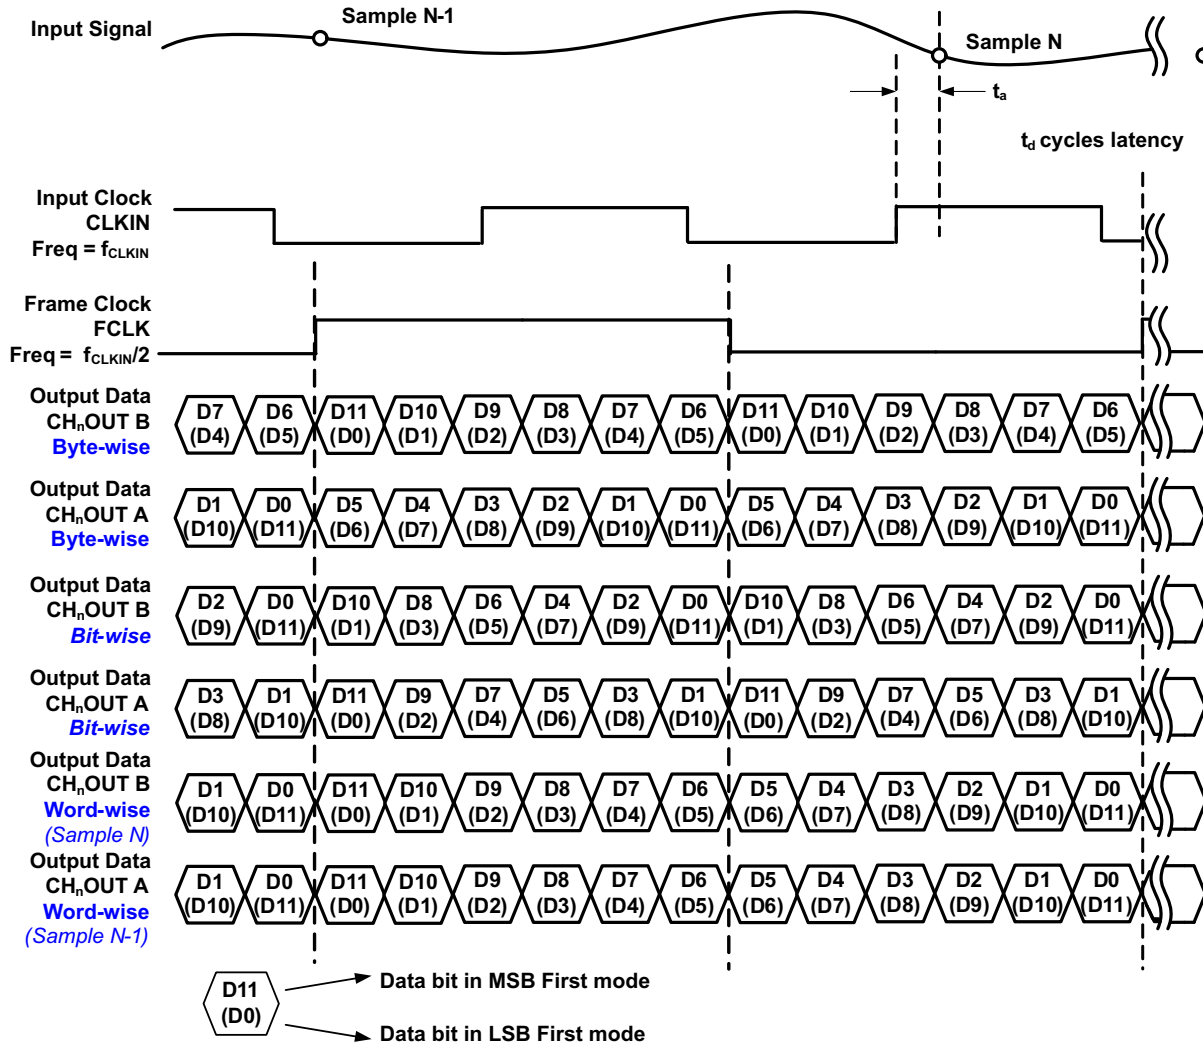 Input Signal
Sample N-1
Sample N
ta
td cycles latency
Input Clock
CLKIN
Freq = fCLKIN
Frame Clock
FCLK
Freq = fCLKIN/2
Output Data
CHnOUT B
Byte-wise
D7 D6 D11 D10 D9 D8 D7 D6 D11 D10 D9 D8 D7 D6
(D4) (D5) (D0) (D1) (D2) (D3) (D4) (D5) (D0) (D1) (D2) (D3) (D4) (D5)
Output Data
CHnOUT A
Byte-wise
D1 D0 D5 D4 D3 D2 D1 D0 D5 D4 D3 D2 D1 D0
(D10) (D11) (D6) (D7) (D8) (D9) (D10) (D11) (D6) (D7) (D8) (D9) (D10) (D11)
Output Data
CHnOUT B
Bit-wise
D2 D0 D10 D8 D6 D4 D2 D0 D10 D8 D6 D4 D2 D0
(D9) (D11) (D1) (D3) (D5) (D7) (D9) (D11) (D1) (D3) (D5) (D7) (D9) (D11)
Output Data
CHnOUT A
Bit-wise
D3 D1 D11 D9 D7 D5 D3 D1 D11 D9 D7 D5 D3 D1
(D8) (D10) (D0) (D2) (D4) (D6) (D8) (D10) (D0) (D2) (D4) (D6) (D8) (D10)
Output Data
CHnOUT B
Word-wise
(Sample N)
D1 D0 D11 D10 D9 D8 D7 D6 D5 D4 D3 D2 D1 D0
(D10) (D11) (D0) (D1) (D2) (D3) (D4) (D5) (D6) (D7) (D8) (D9) (D10) (D11)
Output Data
CHnOUT A
Word-wise
(Sample N-1)
D1 D0 D11 D10 D9 D8 D7 D6 D5 D4 D3 D2 D1 D0
(D10) (D11) (D0) (D1) (D2) (D3) (D4) (D5) (D6) (D7) (D8) (D9) (D10) (D11)
D11
(D0)
Data bit in MSB First mode
Data bit in LSB First mode